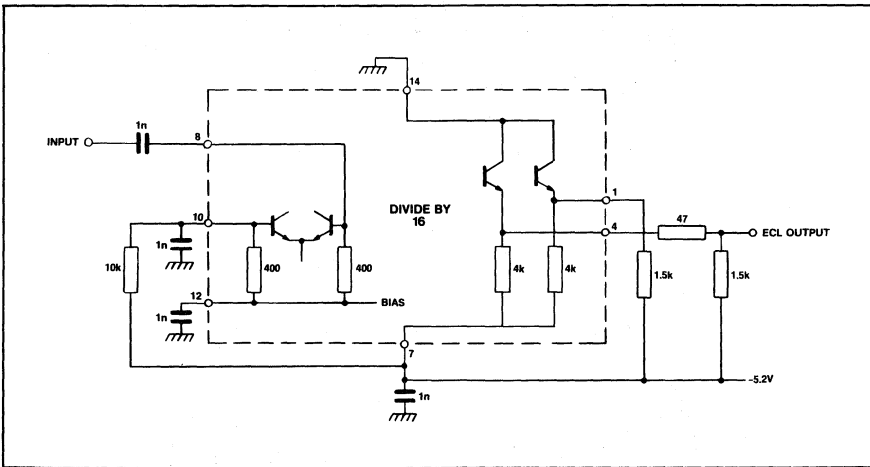 14
1n
INPUT
8
1
DIVIDE BY
16
10
4
47
ECL OUTPUT
1n
10k
400
400
4k
4k
1.5k
1.5k
12
BIAS
1n
7
-5.2V
1n